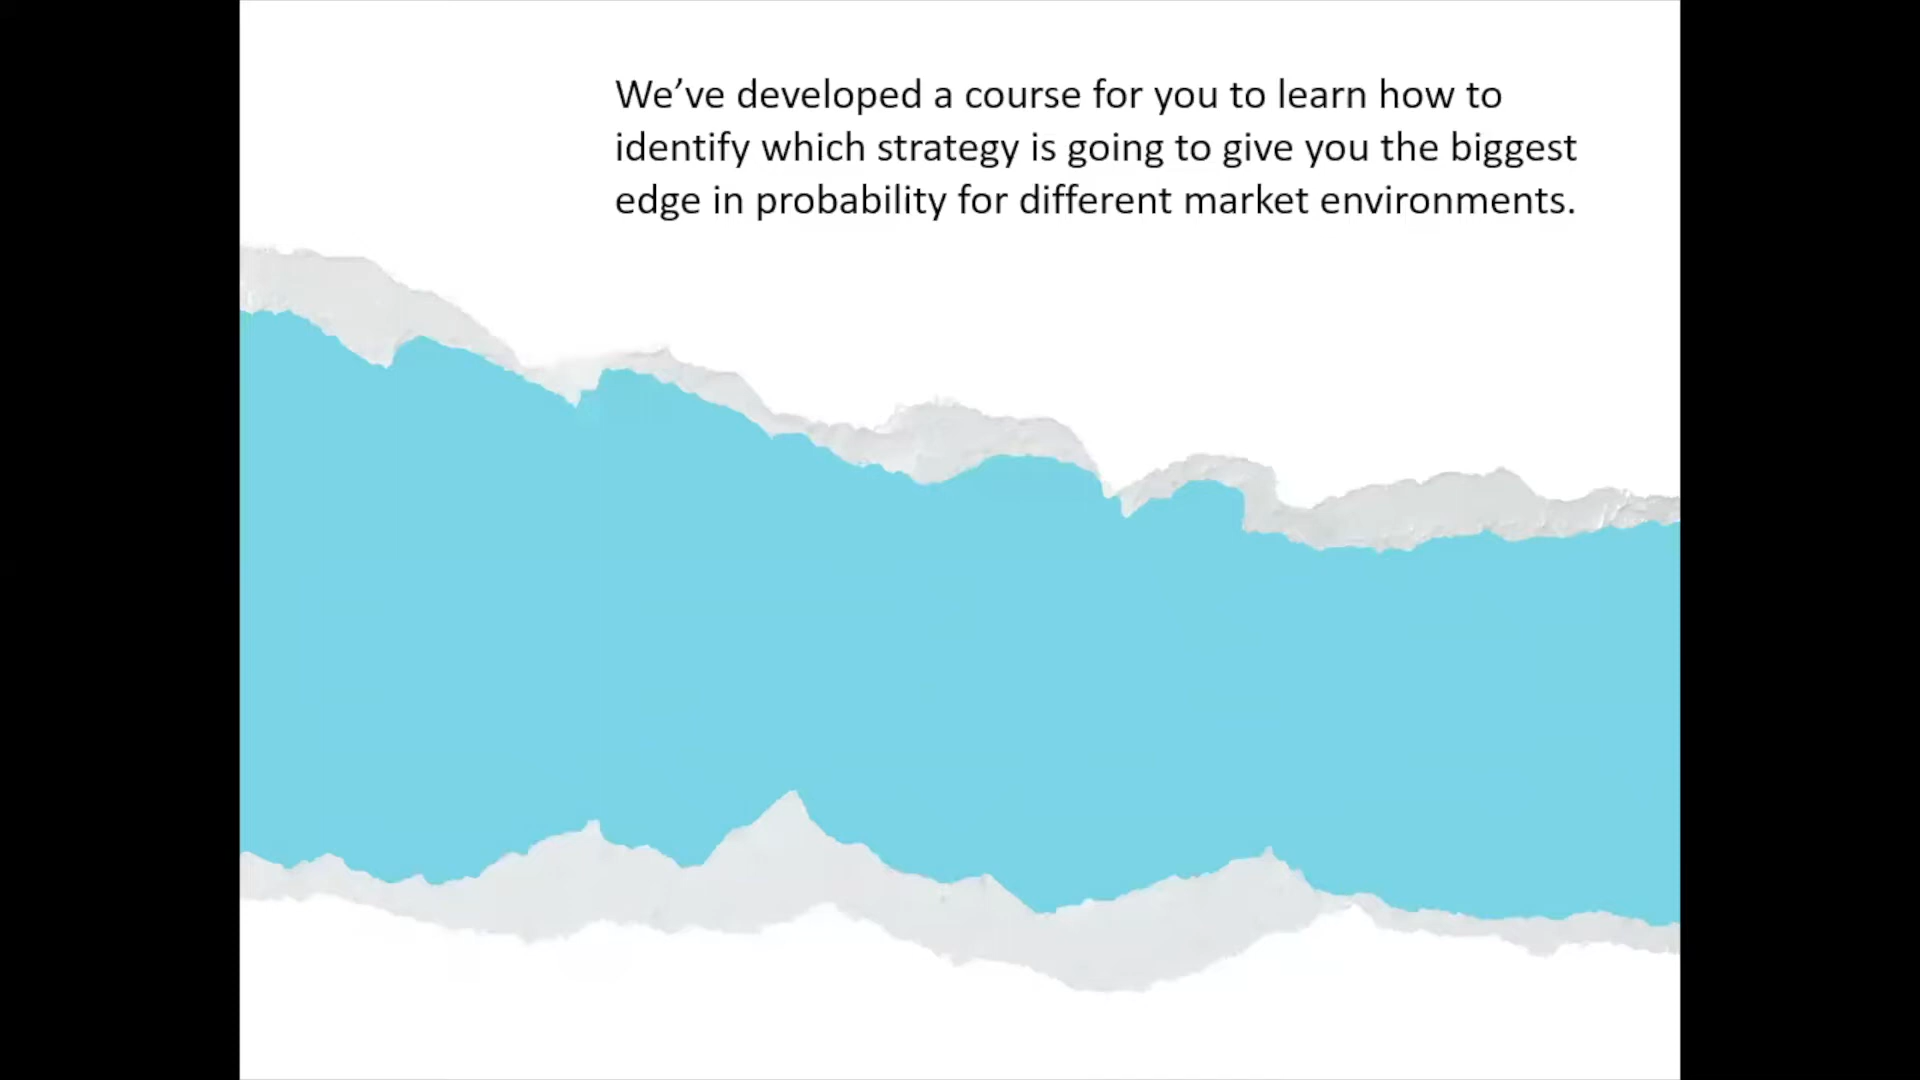 We’ve developed a course for you to learn how to
identify which strategy is going to give you the biggest
edge in probability for different market environments.